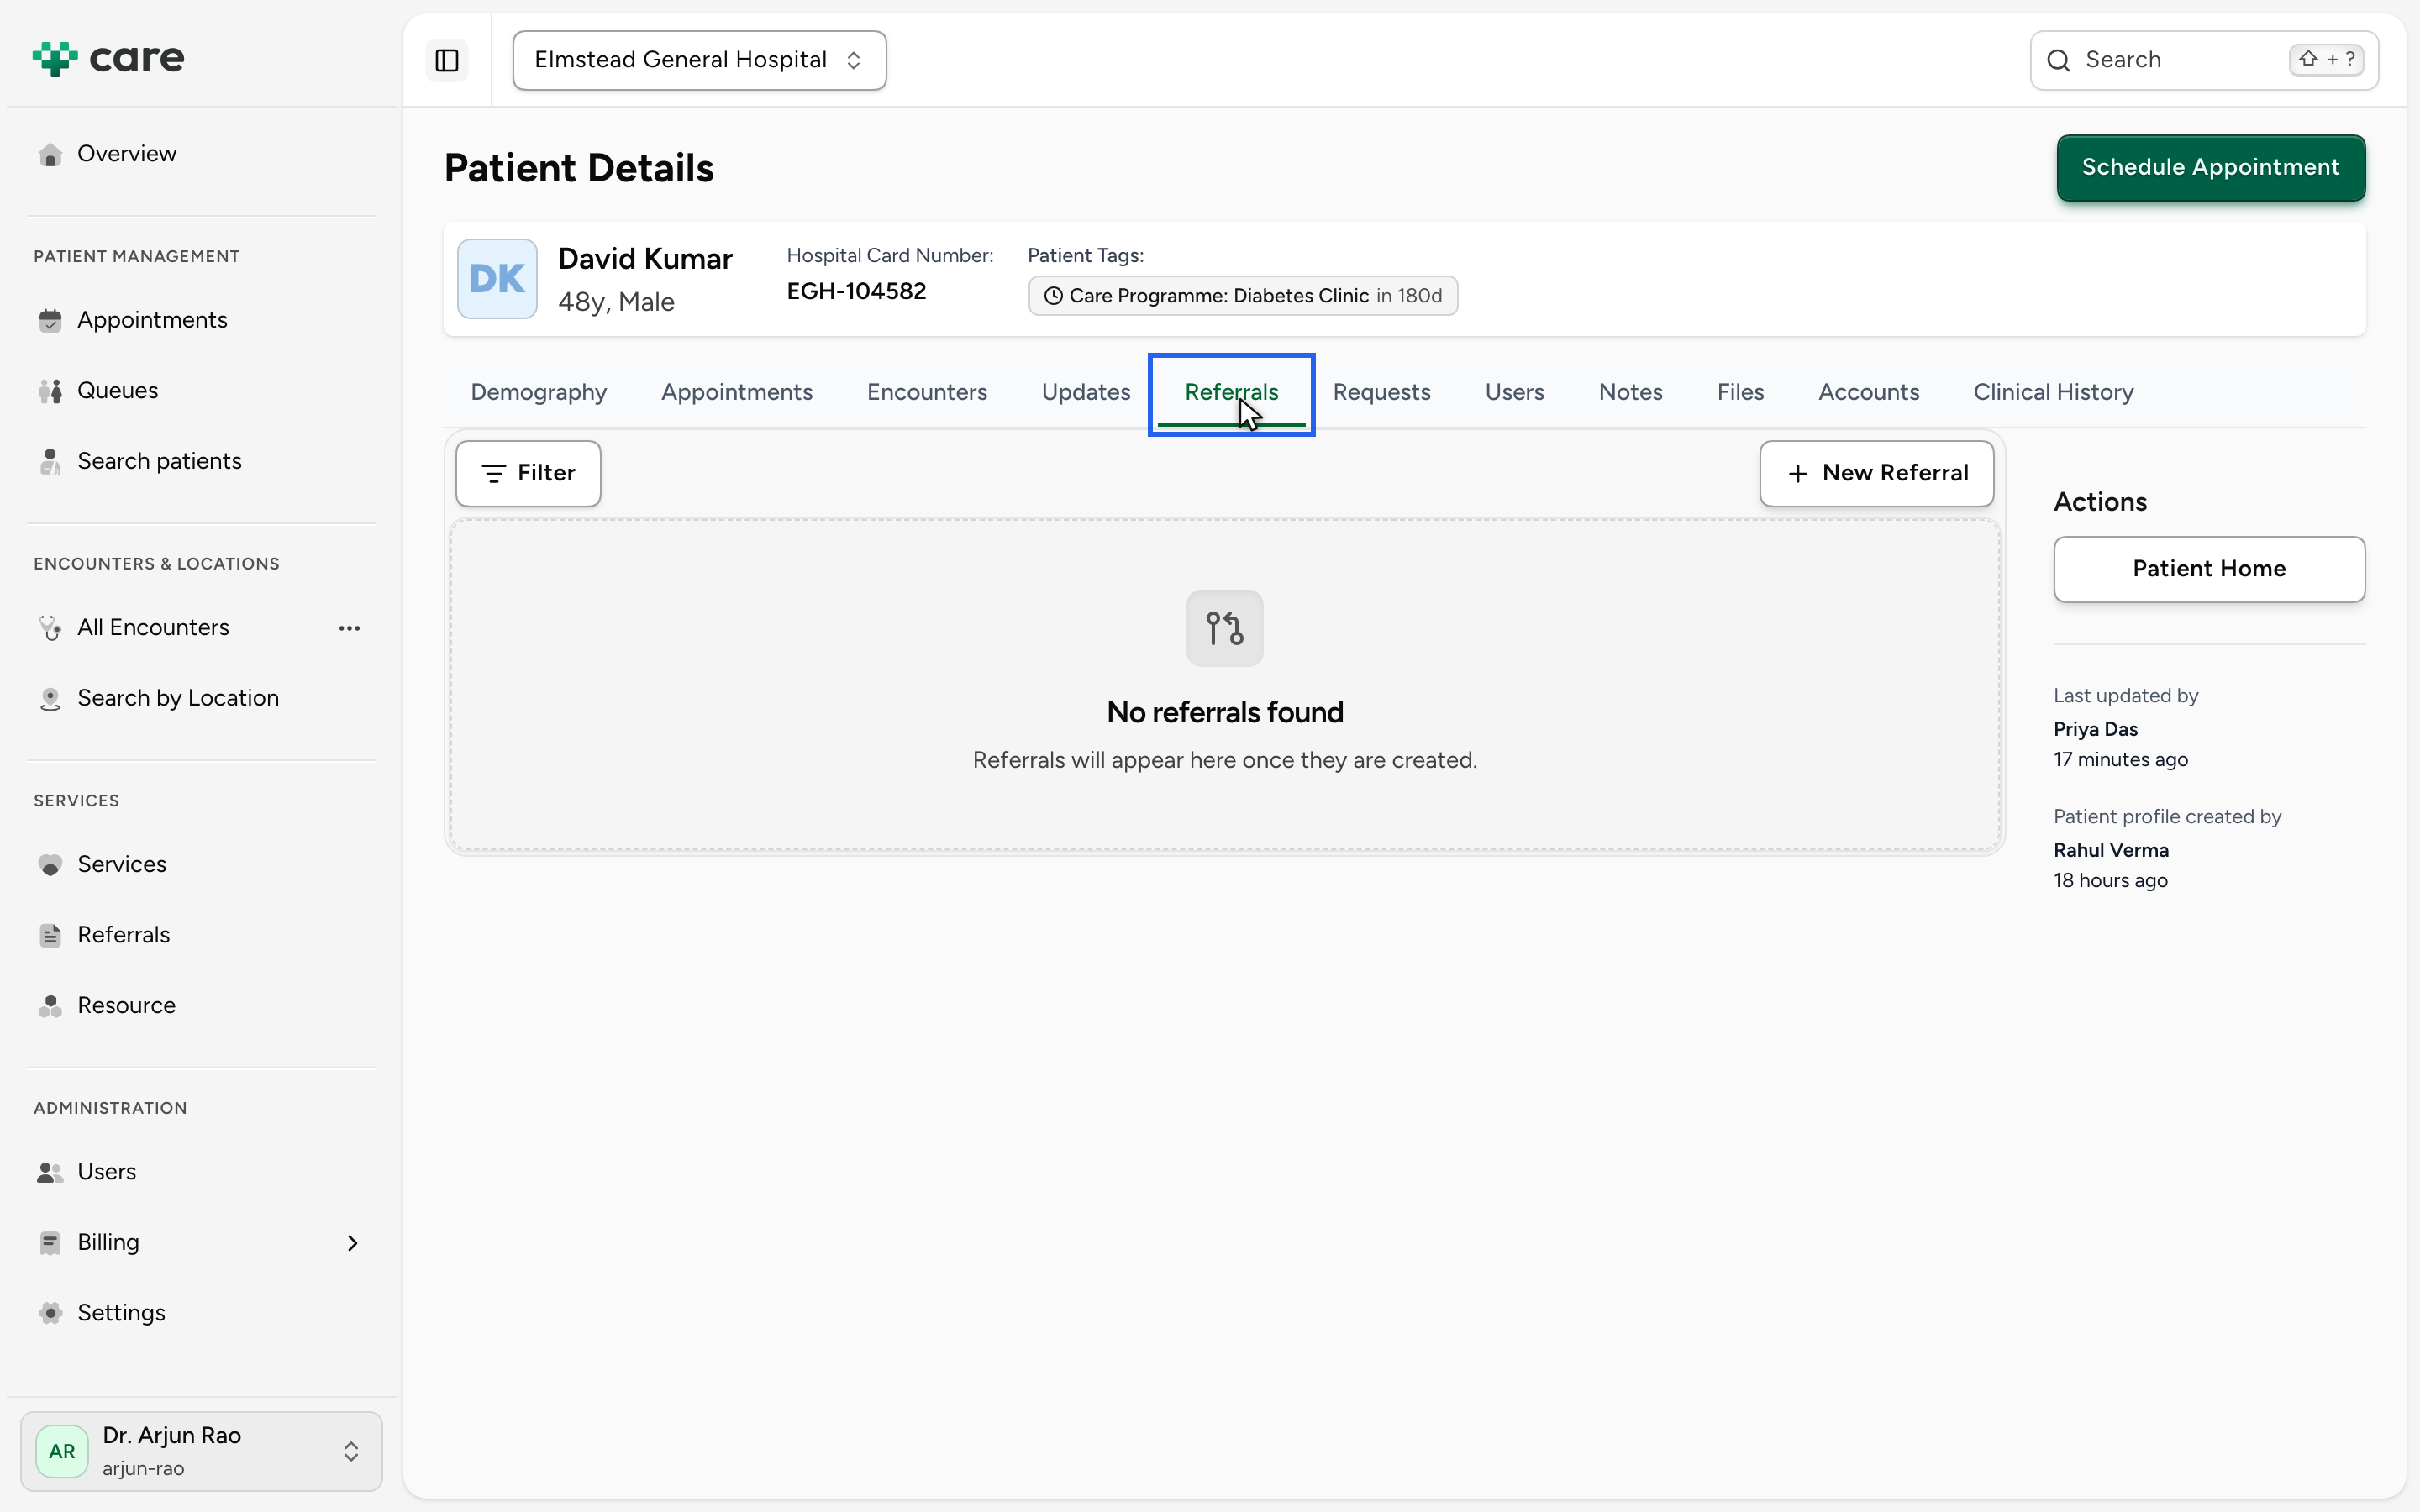 care
Elmstead General Hospital
Search
+ ?
Overview
PATIENT MANAGEMENT
Appointments
Queues
Search patients
ENCOUNTERS & LOCATIONS
All Encounters
Search by Location
SERVICES
Services
Referrals
Resource
ADMINISTRATION
Users
Billing
Settings
AR
Dr. Arjun Rao
arjun-rao
Patient Details
Schedule Appointment
DK
David Kumar
48y, Male
Hospital Card Number:
EGH-104582
Patient Tags:
Care Programme: Diabetes Clinic in 180d
Demography Appointments Encounters Updates Referrals Requests Users Notes Files Accounts Clinical History
Filter
New Referral
No referrals found
Referrals will appear here once they are created.
Actions
Patient Home
Last updated by
Priya Das
17 minutes ago
Patient profile created by
Rahul Verma
18 hours ago